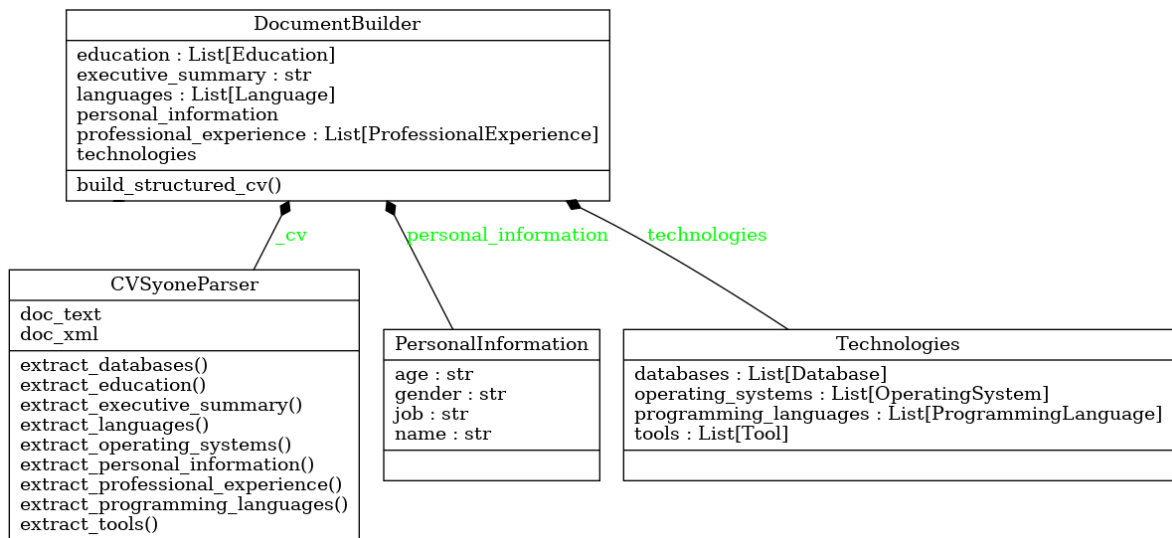 DocumentBuilder
education : List[Education]
executive_summary : str
languages : List[Language]
personal_information
professional_experience : List[ProfessionalExperience]
technologies
build_structured_cv()
_cv
personal_information
technologies
CVSyoneParser
doc_text
doc_xml
extract_databases()
extract_education()
extract_executive_summary()
extract_languages()
extract_operating_systems()
extract_personal_information()
extract_professional_experience()
extract_programming_languages()
extract_tools()
PersonalInformation
age : str
gender : str
job : str
name : str
Technologies
databases : List[Database]
operating_systems : List[OperatingSystem]
programming_languages : List[ProgrammingLanguage]
tools : List[Tool]